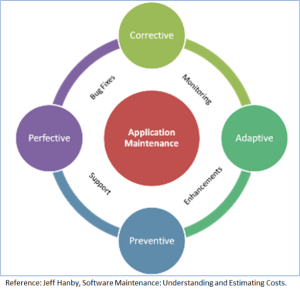 Corrective
Bug Fixes
Monitoring
Perfective
Application
Maintenance
Adaptive
Support
Enhancements
Preventive
Reference: Jeff Hanby, Software Maintenance: Understanding and Estimating Costs.